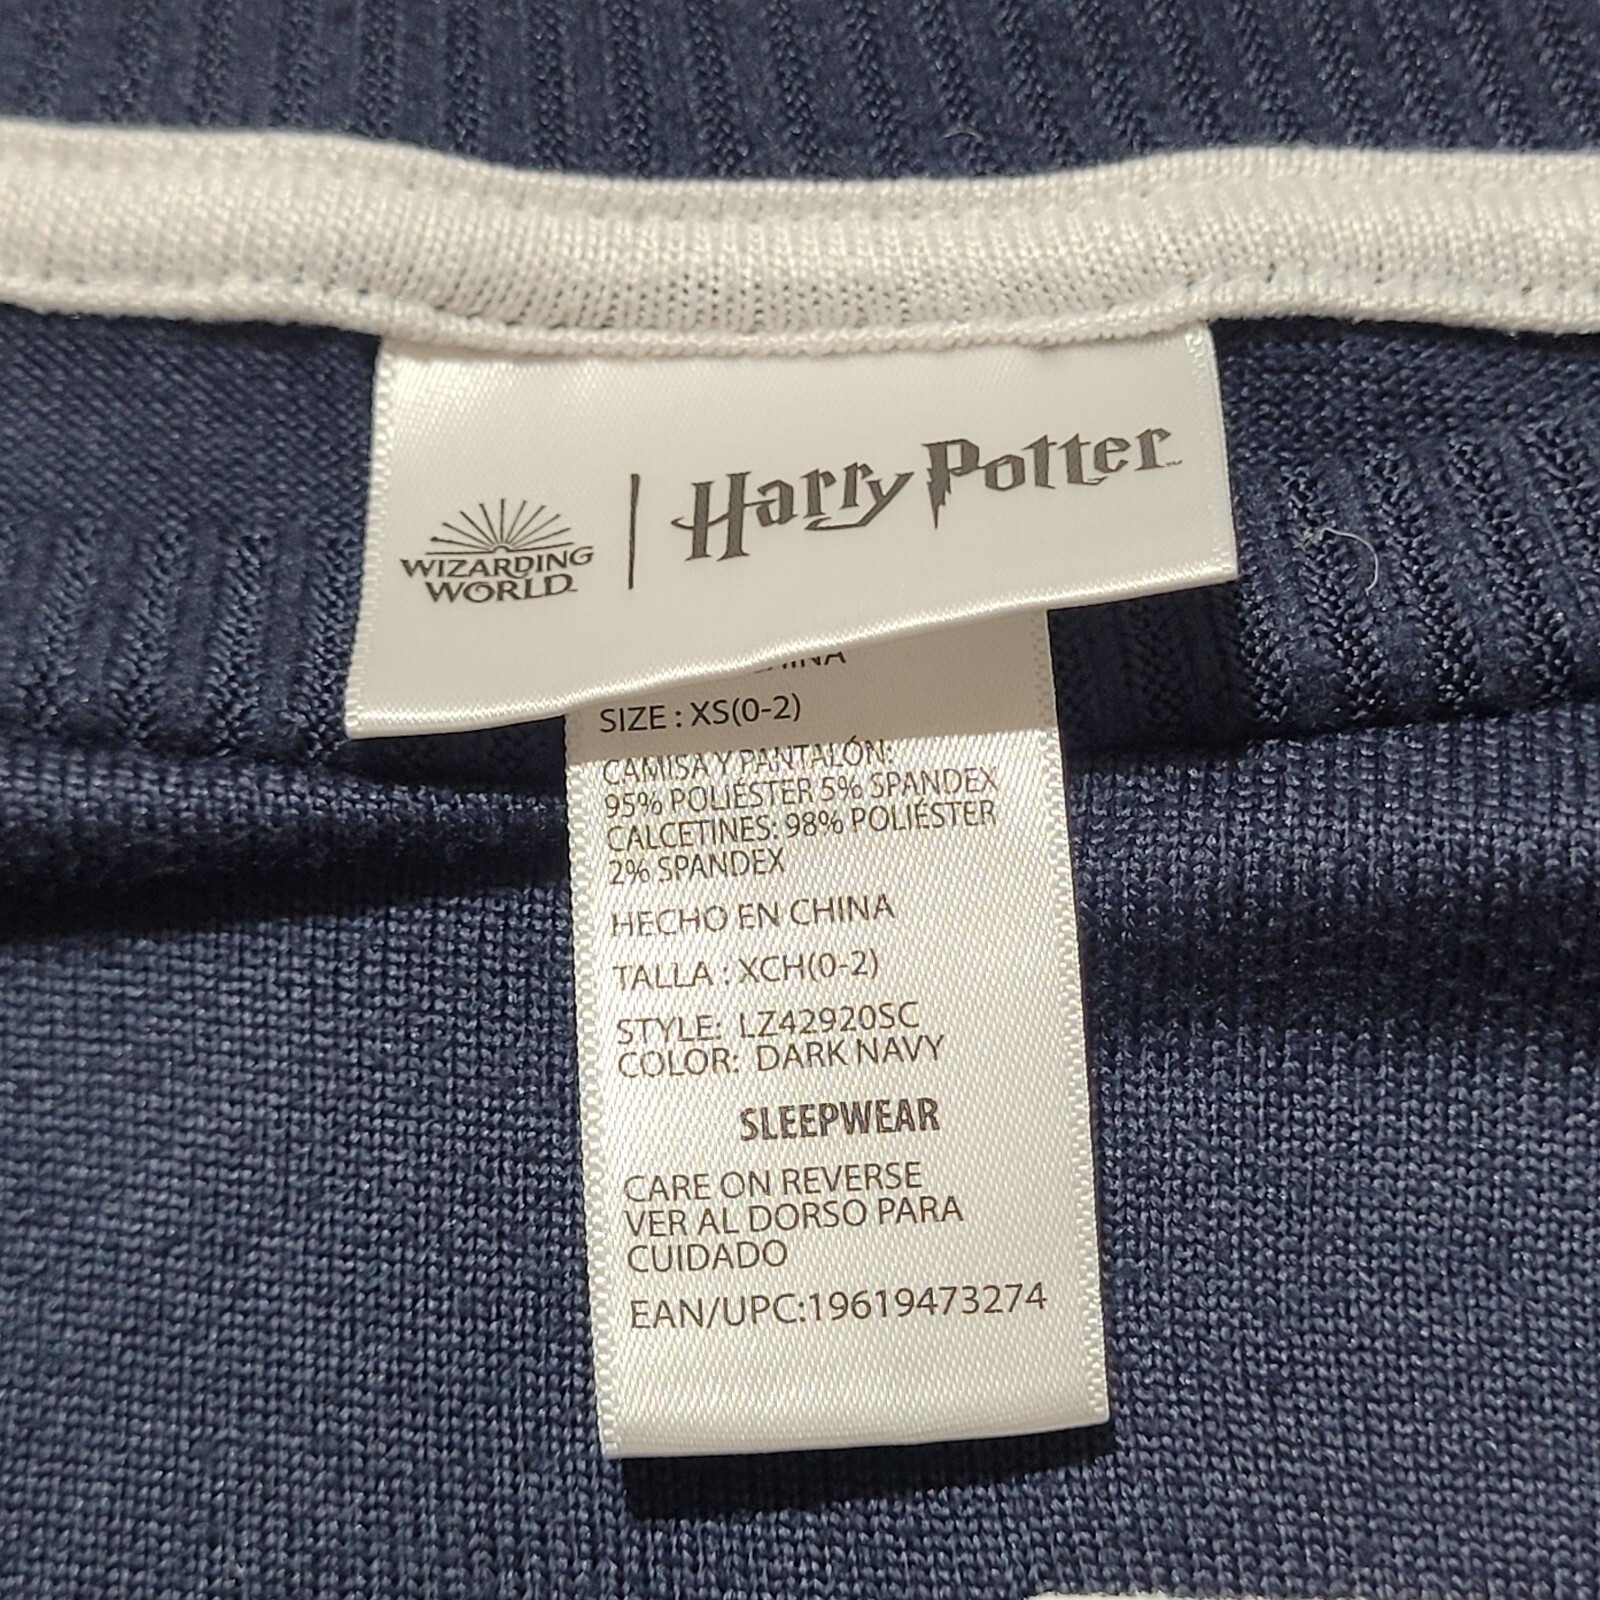 WIZARDING
WORLD
Harry Potter
SIZE : XS(0-2)
CAMISA Y PANTALÓN:
95% POLIÉSTER 5% SPANDEX
CALCETINES: 98% POLIÉSTER
2% SPANDEX
HECHO EN CHINA
TALLA : XCH(0-2)
STYLE: LZ42920SC
COLOR: DARK NAVY
SLEEPWEAR
CARE ON REVERSE
VER AL DORSO PARA
CUIDADO
EAN/UPC:19619473274